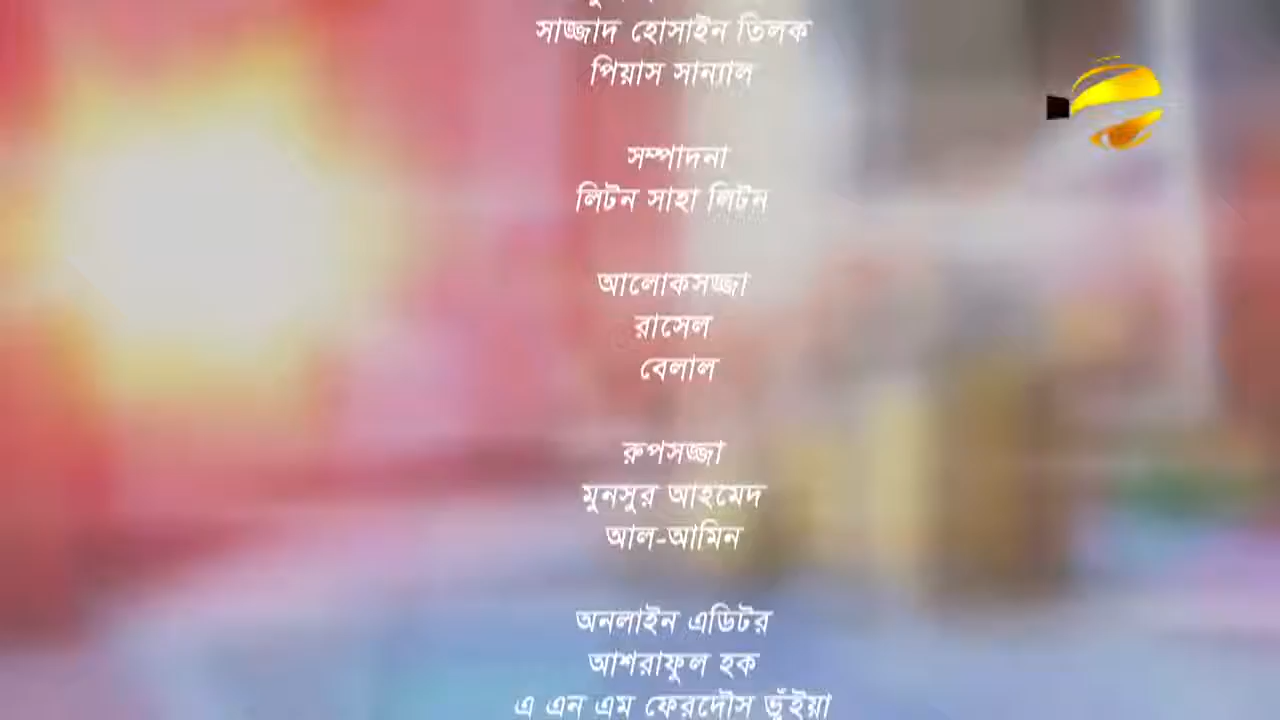 সাজ্জাদ হোসাইন তিলক
পিয়াস সান্যাল
সম্পাদনা
লিটন সাহা লিটন
আলোকসজ্জা
রাসেল
বেলাল
রুপসজ্জা
মুনসুর আহমেদ
আল-আমিন
অনলাইন এডিটর
আশরাফুল হক
এ এন এম ফেরদৌস ভূঁইয়া